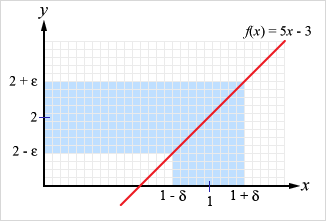 y
f(x) = 5x - 3
2 + ε
2
2 - ε
x
1 - δ
1
1 + δ